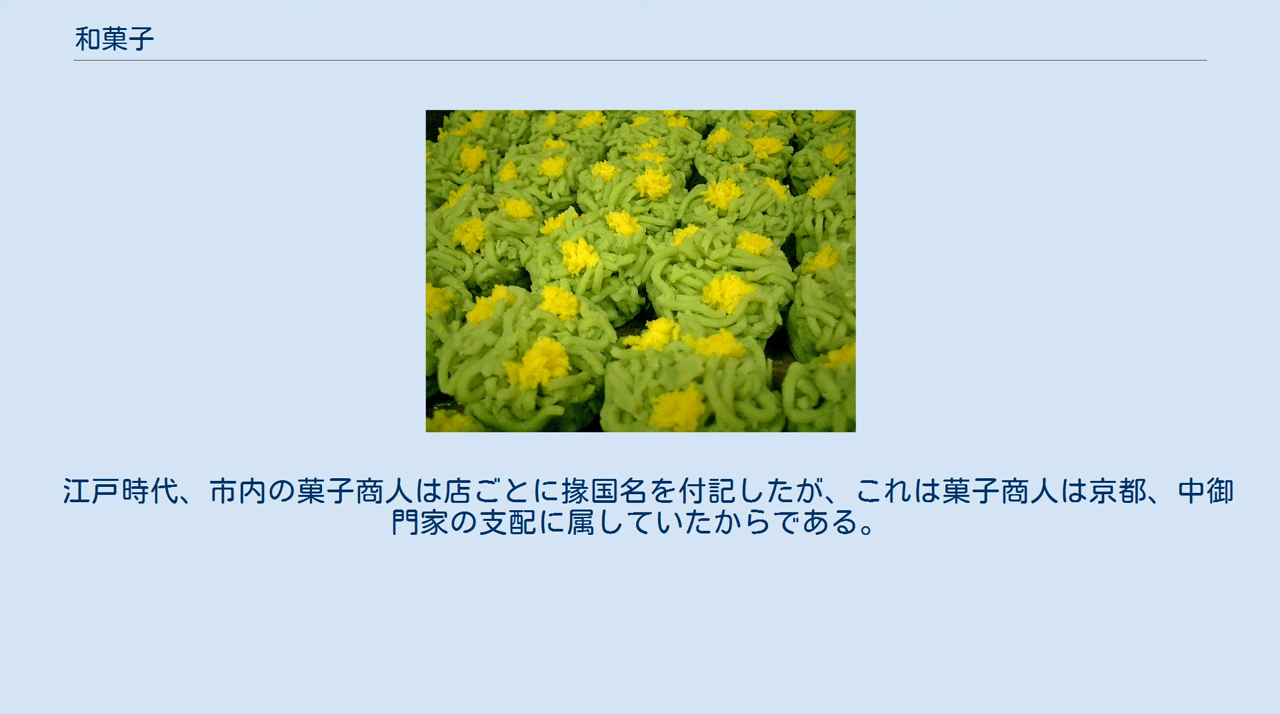 和菓子
江戸時代、市内の菓子商人は店ごとに掾国名を付記したが、これは菓子商人は京都、中御
門家の支配に属していたからである。